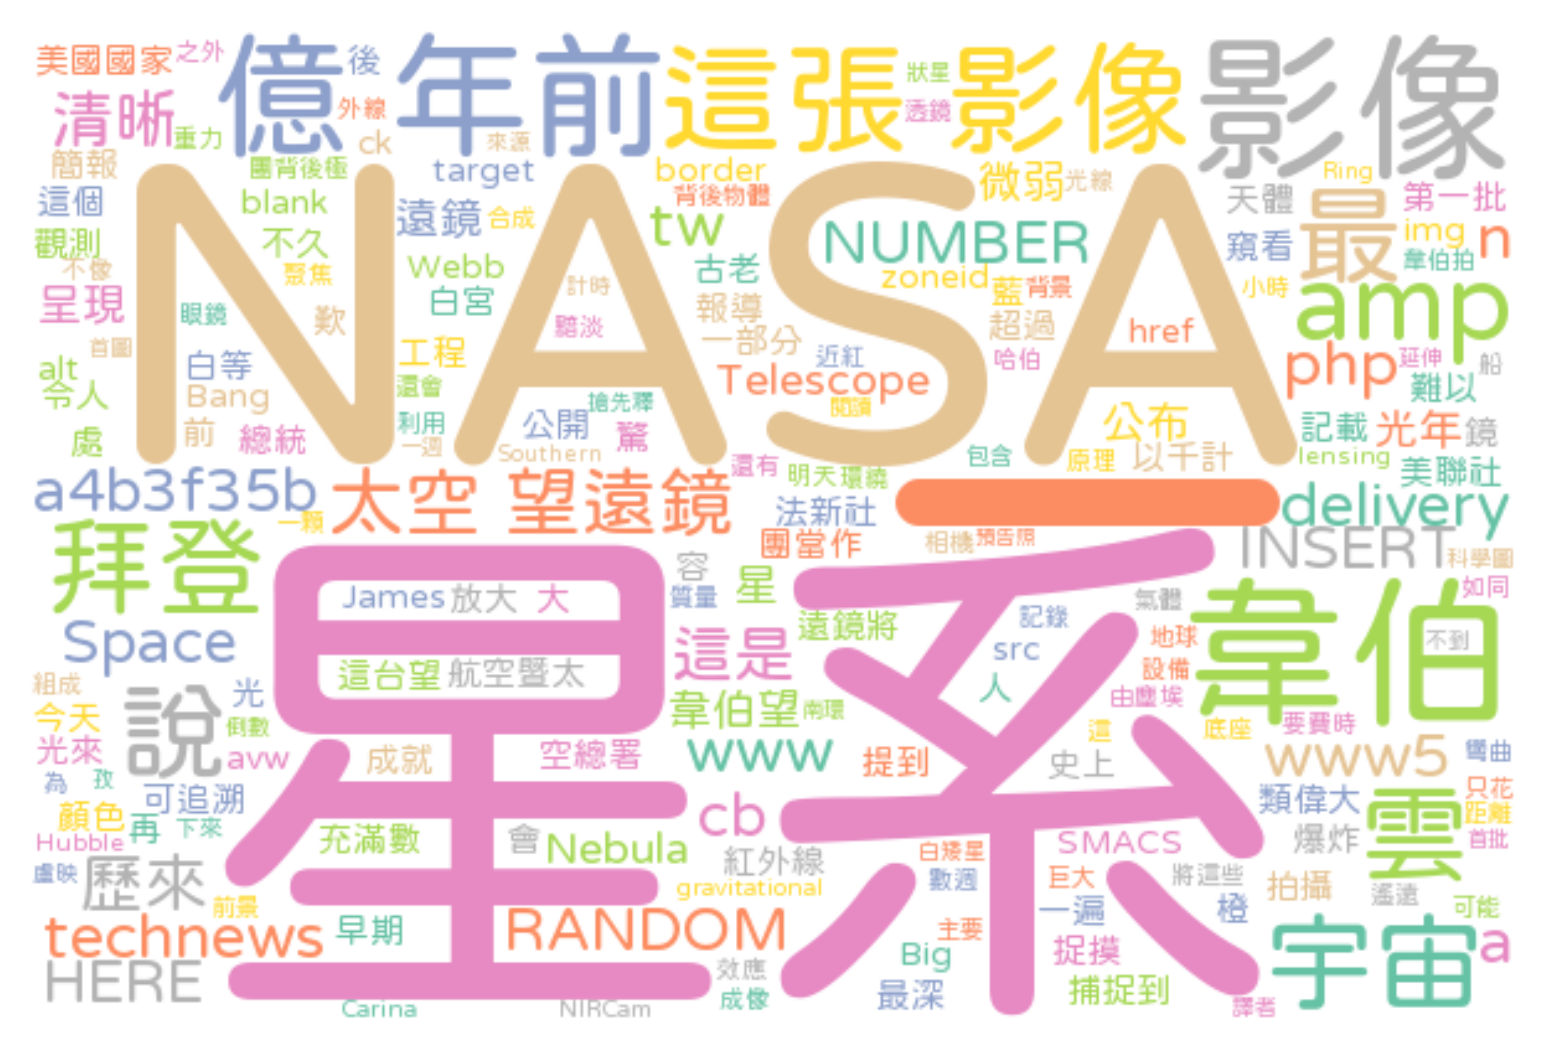 美國國家 之外 億 後 年前 這張 影像 狀星 影像
清晰 重力 外線 ck 來源 透鏡
簡報 團背後極 target border 微弱 光線 Ring
這個 blank 遠鏡 合成 背後物體 tw NASA 天體 最 第一批
觀測 不久 NUMBER 窺看 img n
不像 聚焦 Webb 計時 古老 zoneid 藍 背景 小時 韋伯拍
呈現 眼鏡 歎 白宮 黯淡 報導 超過 href amp
首圖 工程 一部分 近紅 哈伯 php 延伸 船
alt 白等 還會 Telescope 難以
令人 Bang 搶先釋 閱讀 公布
處 前 總統 利用 公開 驚 記載 光年 鏡
一週 Southern 還有 包含 原理 以千計 lensing
a4b3f35b 太空 望遠鏡 明天 環繞 一 美聯社
一顆 法新社 delivery
拜登 團當作 相機 預告照 INSERT 科學圖
星系 容 星 如同
James 放大 大 質量 記錄 氣體 韋伯
Space 這是 遠鏡將 src 地球 不到
這台望 航空暨太 設備
組成 說 光 人 由塵埃
今天 倒數 韋伯望 南環 這 底座 要費時
光來 avw 成就 空總署 www 提到 史上 www5 彎曲
為 孜 可追溯 類偉大 只花
顏色 再 下來 充滿數 會 Nebula cb SMACS 爆炸 雲 距離
Hubble 紅外線 白矮星 首批
盧映 歷來 gravitational 數週 巨大 將這些 拍攝 遙遠
前景 一遍 橙 可能
technews 早期 RANDOM 主要 宇宙 a
HERE 效應 Big 捉摸
Carina NIRCam 成像 最深 捕捉到 譯者